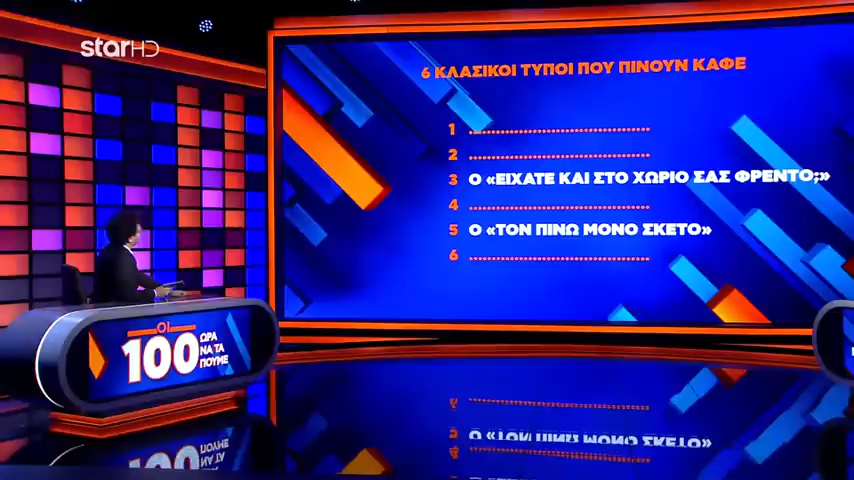 starHD
6 ΚΛΑΣΙΚΟΙ ΤΥΠΟΙ ΠΟΥ ΠΙΝΟΥΝ ΚΑΦΕ
1 ........................................
2 ........................................
3 Ο «ΕΙΧΑΤΕ ΚΑΙ ΣΤΟ ΧΩΡΙΟ ΣΑΣ ΦΡΕΝΤΟ;»
4 ........................................
5 Ο «ΤΟΝ ΠΙΝΩ ΜΟΝΟ ΣΚΕΤΟ»
6 ........................................
ΟΙ
100
ΩΡΑ
ΝΑ ΤΑ
ΠΟΥΜΕ